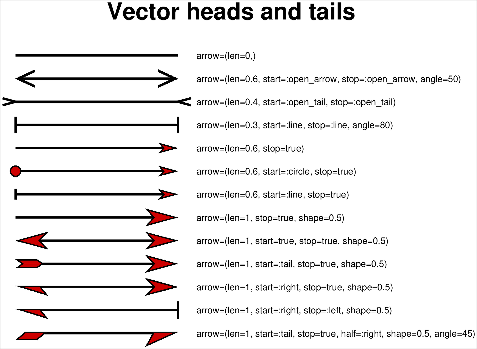 Vector heads and tails
arrow=(len=0,)
arrow=(len=0.6, start=:open_arrow, stop=:open_arrow, angle=50)
arrow=(len=0.4, start=:open_tail, stop=:open_tail)
arrow=(len=0.3, start=:line, stop=:line, angle=80)
arrow=(len=0.6, stop=true)
arrow=(len=0.6, start=:circle, stop=true)
arrow=(len=0.6, start=:line, stop=true)
arrow=(len=1, stop=true, shape=0.5)
arrow=(len=1, start=true, stop=true, shape=0.5)
arrow=(len=1, start=:tail, stop=true, shape=0.5)
arrow=(len=1, start=:right, stop=true, shape=0.5)
arrow=(len=1, start=:right, stop=:left, shape=0.5)
arrow=(len=1, start=:tail, stop=true, half=:right, shape=0.5, angle=45)